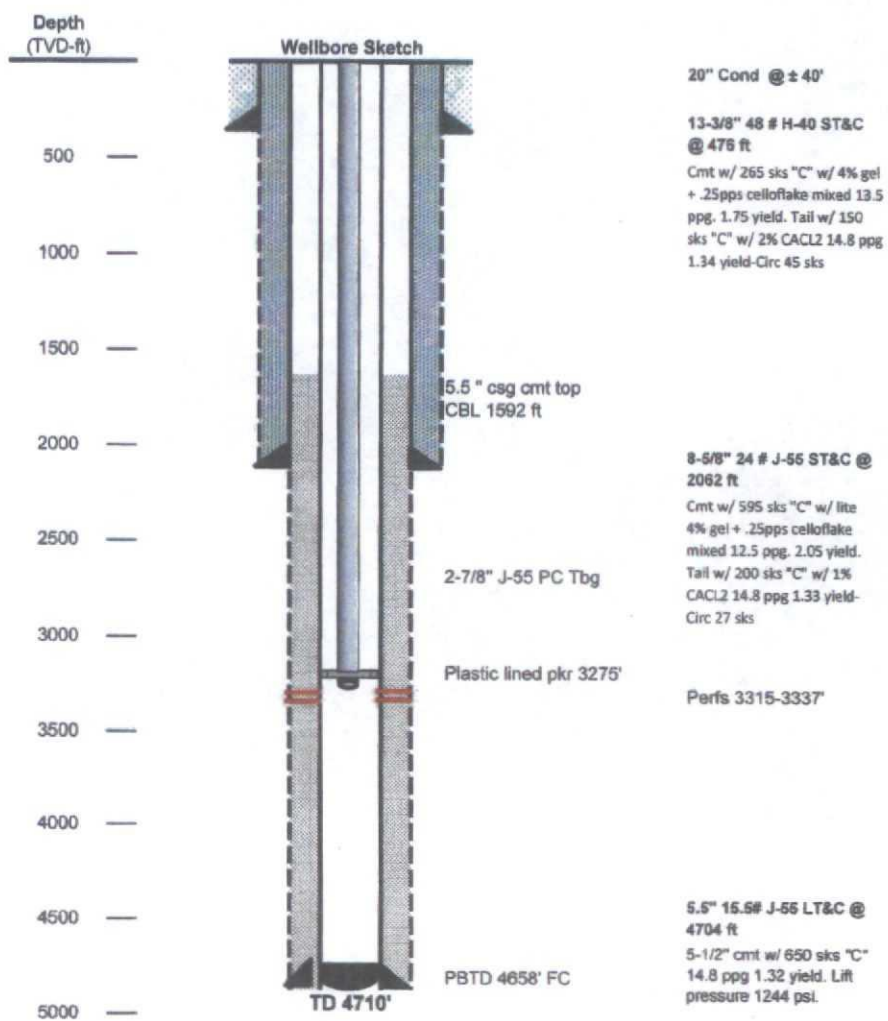 Depth
(TVD-ft)
Wellbore Sketch
500
1000
1500
2000
2500
3000
3500
4000
4500
5000
5.5 " csg cmt top
CBL 1592 ft
2-7/8" J-55 PC Tbg
Plastic lined pkr 3275'
PBTD 4658' FC
TD 4710'
20" Cond @ ± 40'
13-3/8" 48 # H-40 ST&C
@ 476 ft
Cmt w/ 265 sks "C" w/ 4% gel
+ .25pps celloflake mixed 13.5
ppg. 1.75 yield. Tail w/ 150
sks "C" w/ 2% CACL2 14.8 ppg
1.34 yield-Circ 45 sks
8-5/8" 24 # J-55 ST&C @
2062 ft
Cmt w/ 595 sks "C" w/ lite
4% gel + .25pps celloflake
mixed 12.5 ppg. 2.05 yield.
Tail w/ 200 sks "C" w/ 1%
CACL2 14.8 ppg 1.33 yield-
Circ 27 sks
Perfs 3315-3337'
5.5" 15.5# J-55 LT&C @
4704 ft
5-1/2" cmt w/ 650 sks "C"
14.8 ppg 1.32 yield. Lift
pressure 1244 psi.